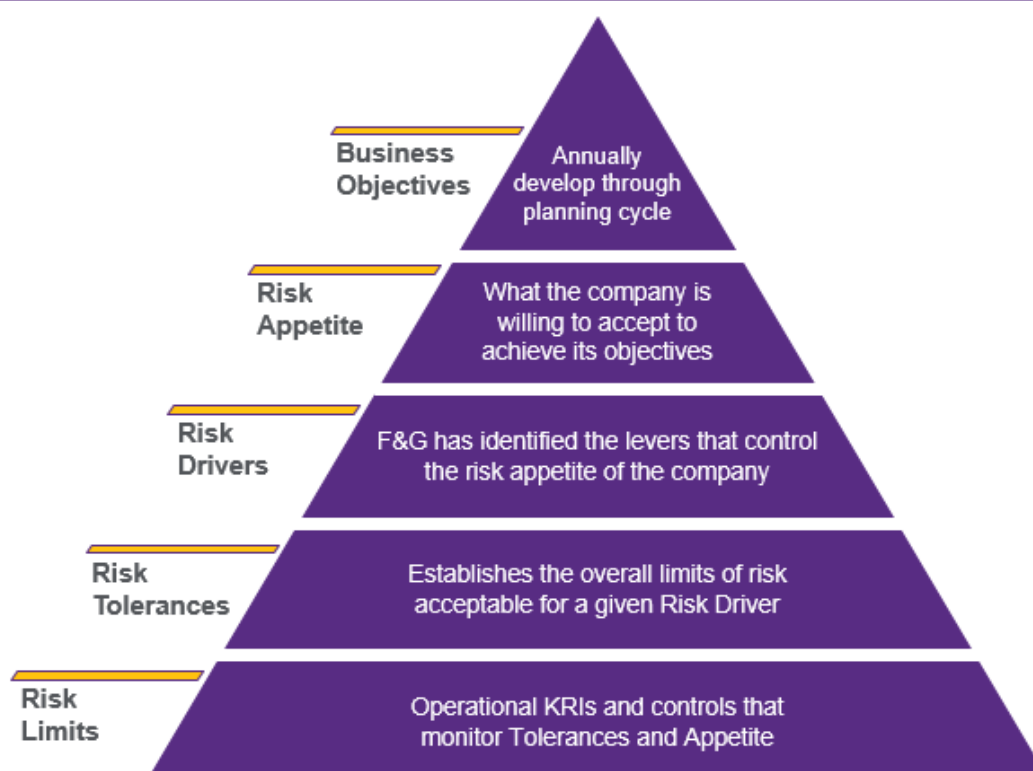 Business
Objectives
Annually
develop through
planning cycle
Risk
Appetite
What the company is
willing to accept to
achieve its objectives
Risk
Drivers
F&G has identified the levers that control
the risk appetite of the company
Risk
Tolerances
Establishes the overall limits of risk
acceptable for a given Risk Driver
Risk
Limits
Operational KRIs and controls that
monitor Tolerances and Appetite